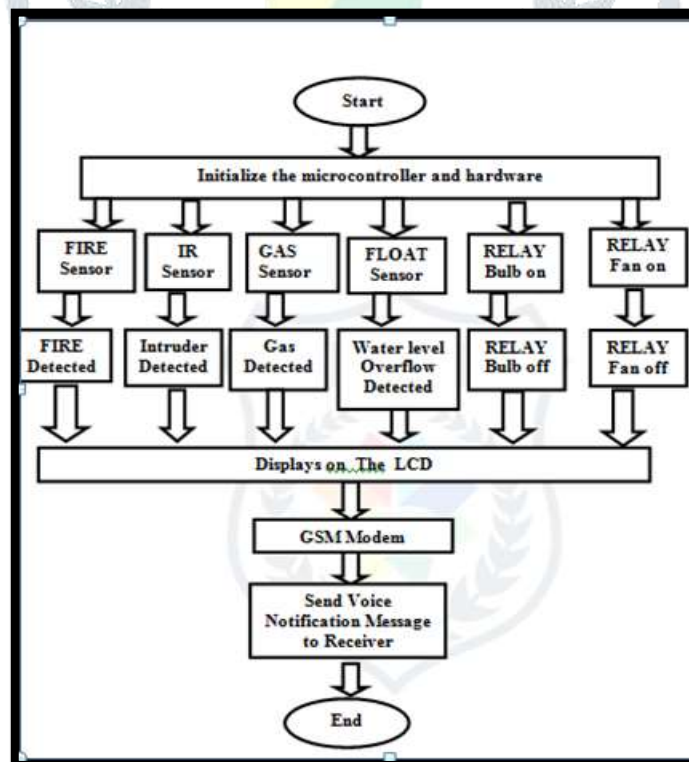 Start
Initialize the microcontroller and hardware
FIRE
Sensor
IR
Sensor
GAS
Sensor
FLOAT
Sensor
RELAY
Bulb on
RELAY
Fan on
FIRE
Detected
Intruder
Detected
Gas
Detected
Water level
Overflow
Detected
RELAY
Bulb off
RELAY
Fan off
Displays on The LCD
GSM Modem
Send Voice
Notification Message
to Receiver
End